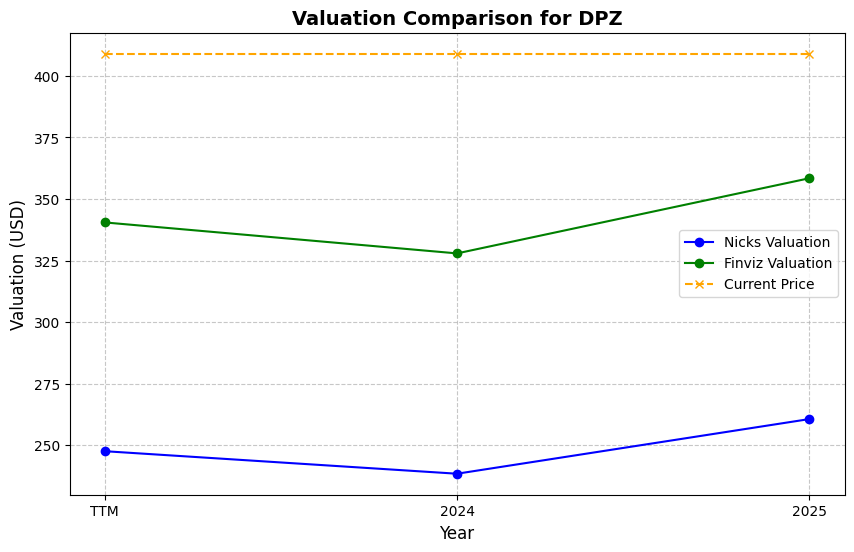 Valuation Comparison for DPZ
Valuation (USD)
400
375
350
325
300
275
250
Nicks Valuation
Finviz Valuation
Current Price
TTM
2024
2025
Year